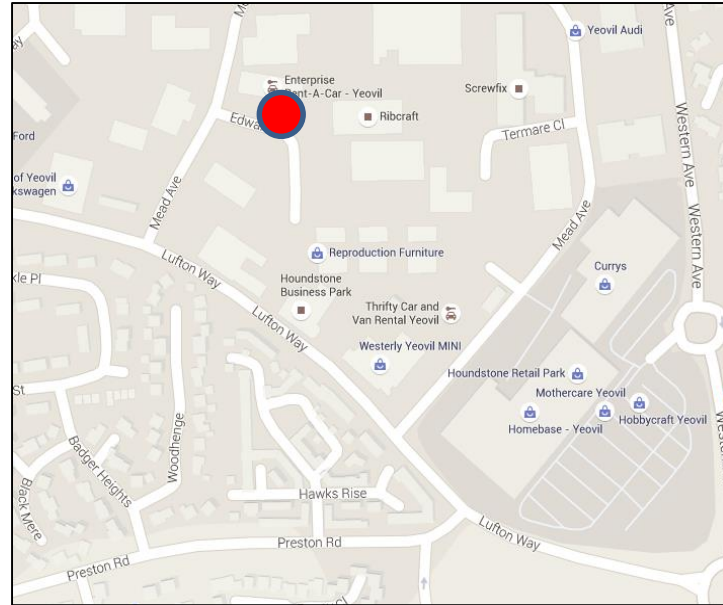 Yeovil Audi
Enterprise
Rent-A-Car - Yeovil
Screwfix
Ribcraft
Termare Cl
Western Ave
Western Ave
Ford
of Yeovil
kswagen
Mead Ave
Mead Ave
Lufton Way
Reproduction Furniture
Houndstone
Business Park
Currys
Thrifty Car and
Van Rental Yeovil
Lufton Way
Westerly Yeovil MINI
Houndstone Retail Park
Mothercare Yeovil
Homebase - Yeovil
Hobbycraft Yeovil
kle Pl
St
Woodhenge
Badger Heights
Black Mere
Hawks Rise
Lufton Way
Preston Rd
Preston Rd